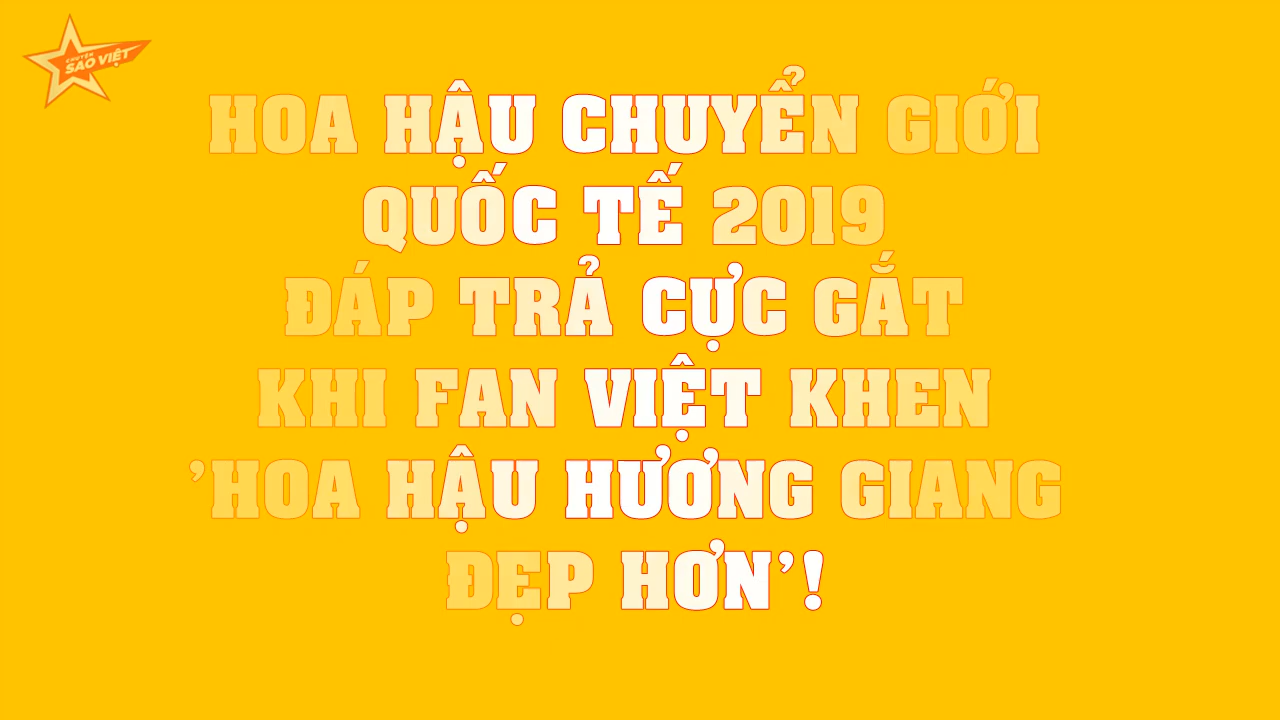 CHUYỆN
SAO VIỆT
HOA HẬU CHUYỂN GIỚI
QUỐC TẾ 2019
ĐÁP TRẢ CỰC GẮT
KHI FAN VIỆT KHEN
’HOA HẬU HƯƠNG GIANG
ĐẸP HƠN’!